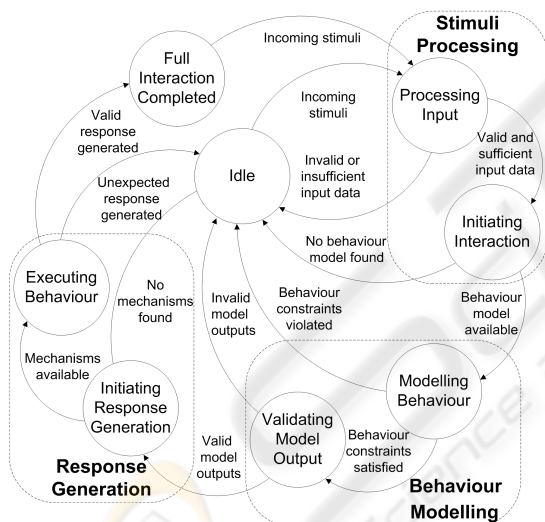 Stimuli
Processing
Incoming stimuli
Full
Interaction
Completed
Processing
Input
Incoming
stimuli
Valid
response
generated
Valid and
sufficient
input data
Idle
Invalid or
insufficient
input data
Unexpected
response
generated
Initiating
Interaction
No behaviour
model found
Executing
Behaviour
No
mechanisms
found
Invalid
model
outputs
Behaviour
constraints
violated
Behaviour
model
available
Mechanisms
available
Modelling
Behaviour
Initiating
Response
Generation
Validating
Model
Output
Behaviour
constraints
satisfied
Valid
model
outputs
Response
Generation
Behaviour
Modelling